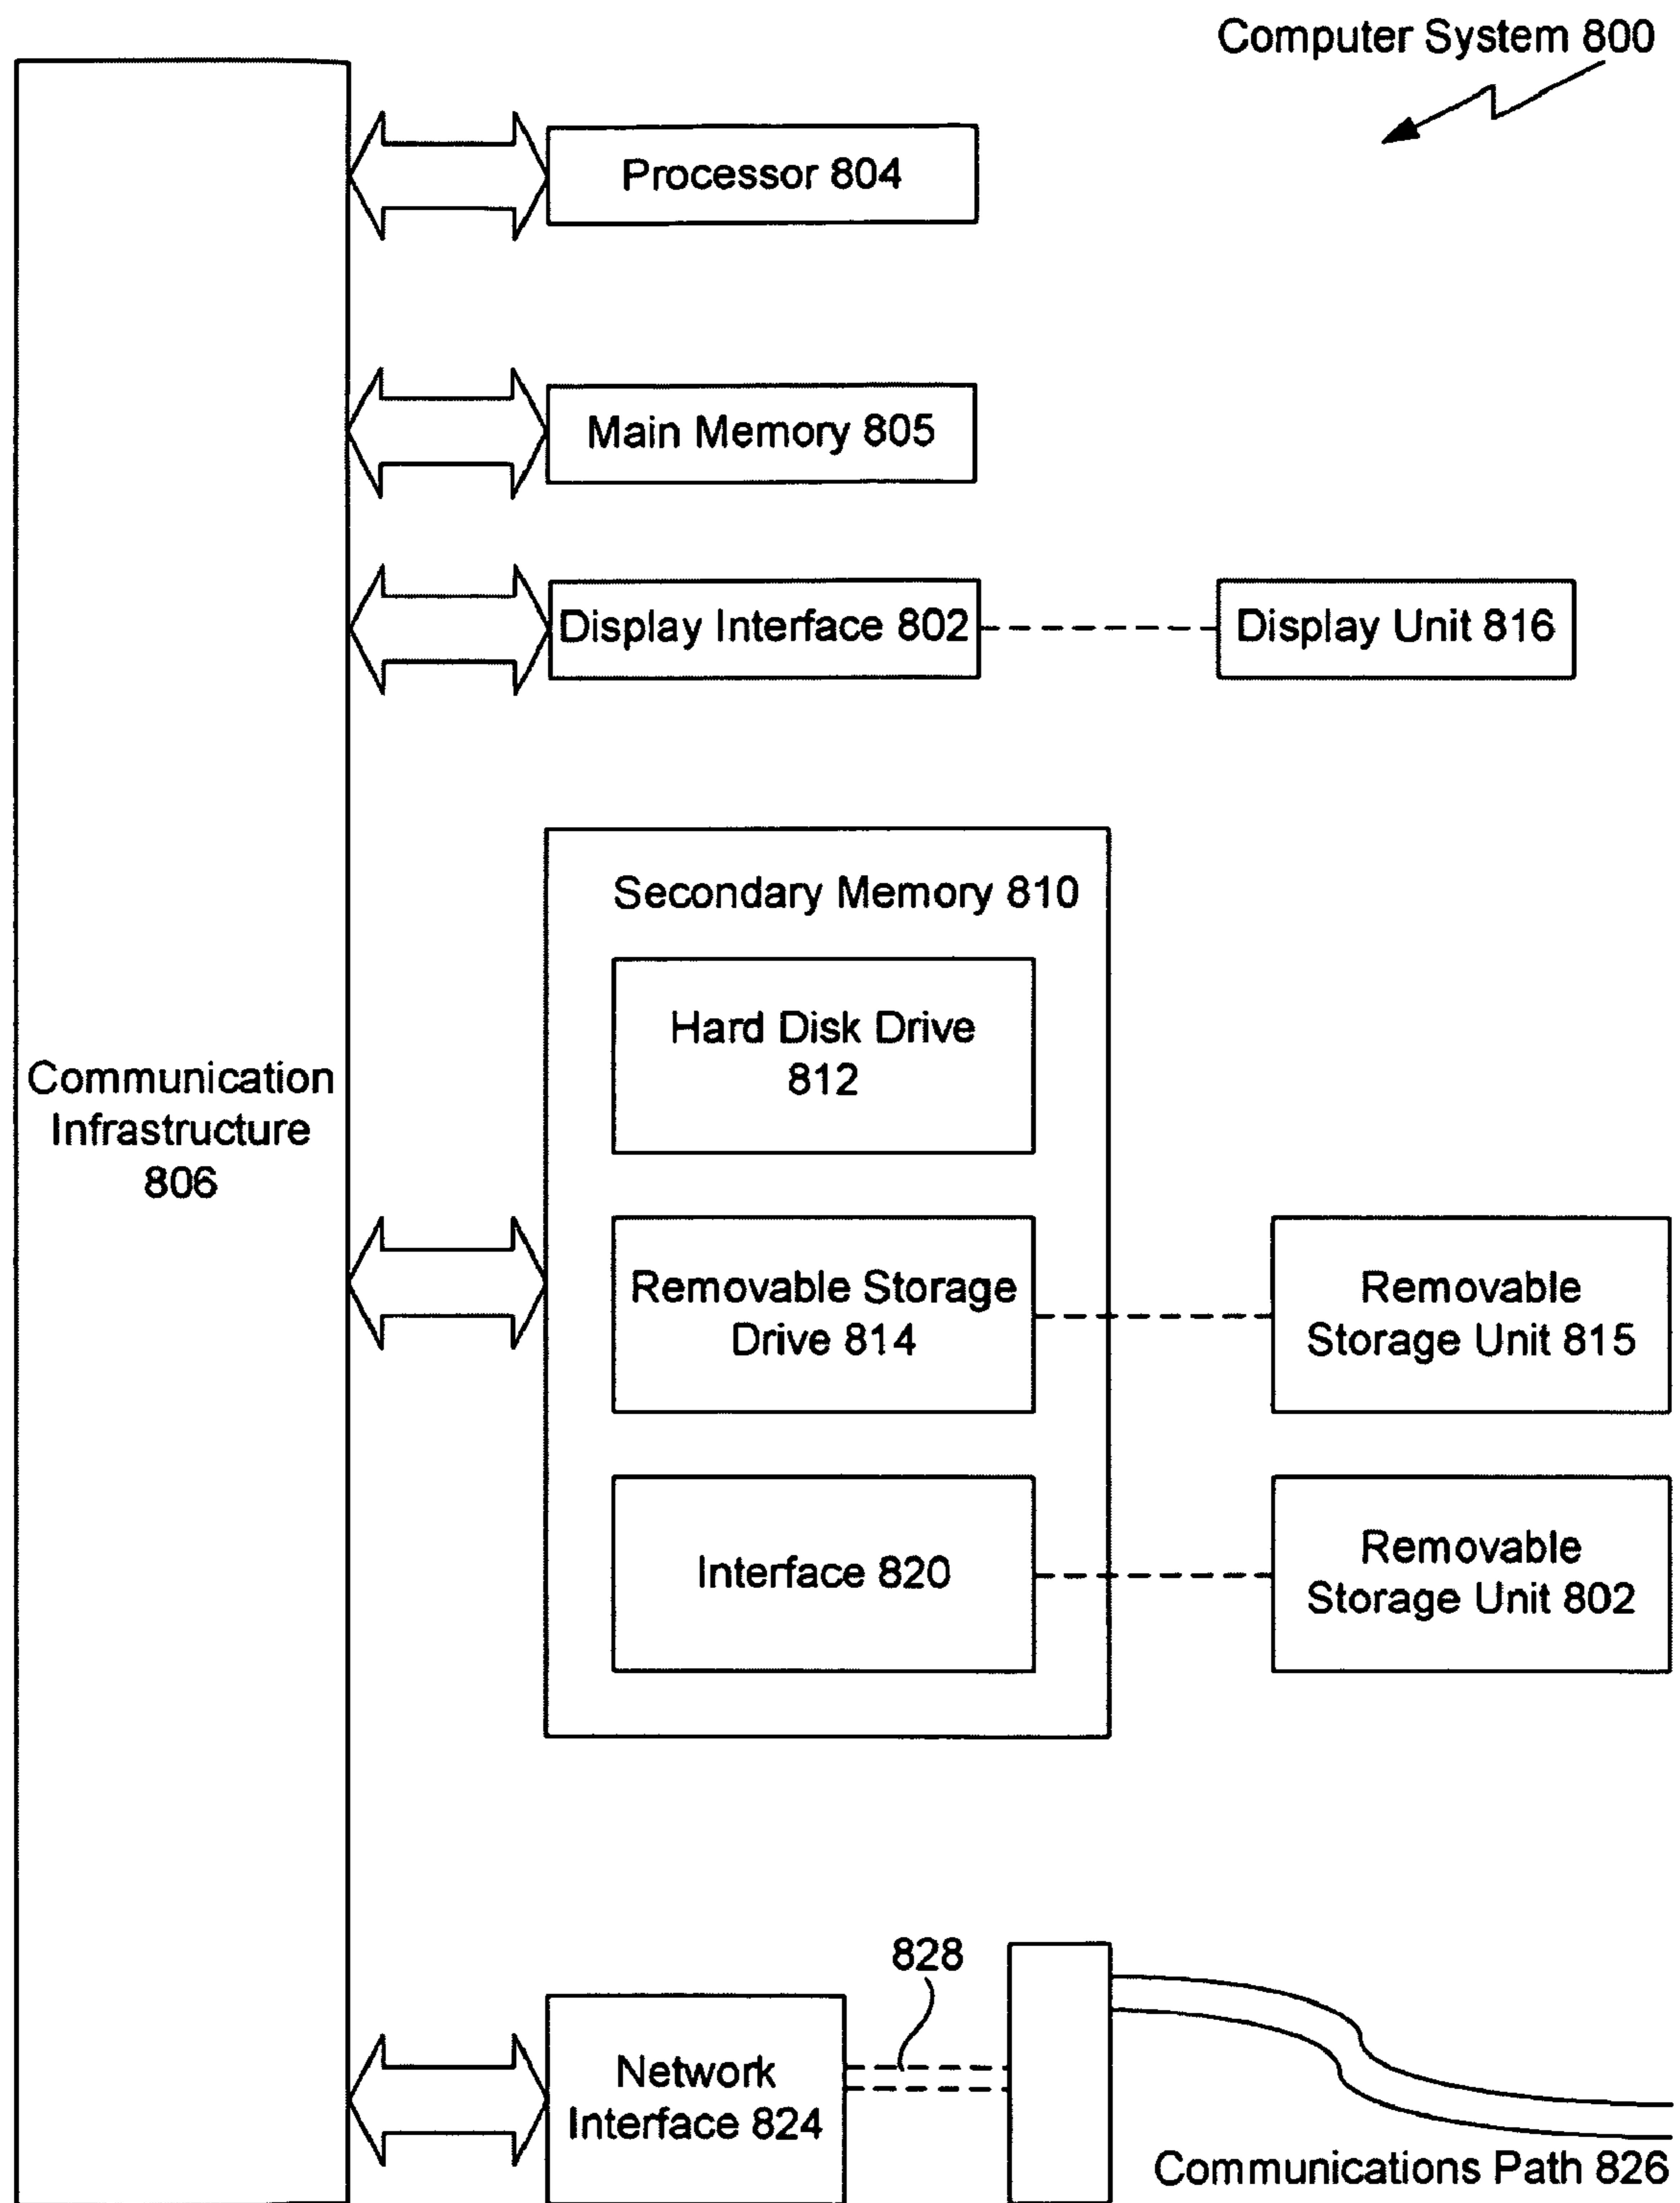 Computer System 800
Processor 804
Main Memory 805
Display Interface 802
Display Unit 816
Secondary Memory 810
Hard Disk Drive
812
Communication
Infrastructure
806
Removable Storage
Drive 814
Removable
Storage Unit 815
Interface 820
Removable
Storage Unit 802
828
Network
Interface 824
Communications Path 826